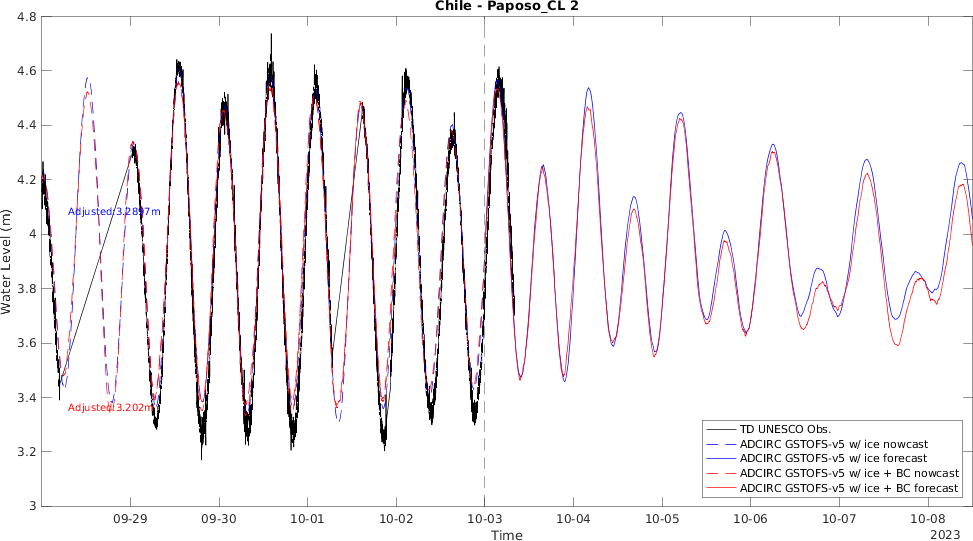 Chile - Paposo_CL 2
4.8
4.6
4.4
4.2
4
3.8
3.6
3.4
3.2
3
Water Level (m)
Adjusted:3.2897m
Adjusted:3.202m
TD UNESCO Obs.
ADCIRC GSTOFS-v5 w/ ice nowcast
ADCIRC GSTOFS-v5 w/ ice forecast
ADCIRC GSTOFS-v5 w/ ice + BC nowcast
ADCIRC GSTOFS-v5 w/ ice + BC forecast
09-29 09-30 10-01 10-02 10-03 10-04 10-05 10-06 10-07 10-08
2023
Time